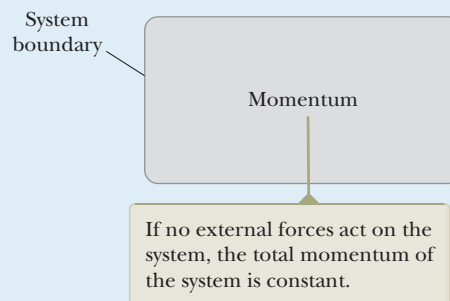 System
boundary
Momentum
If no external forces act on the
system, the total momentum of
the system is constant.